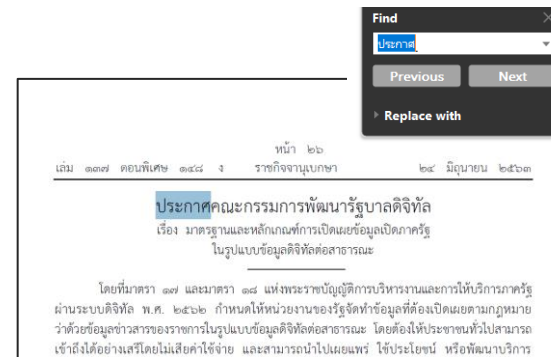 Find
ประกาศ
Previous Next
Replace with
หน้า ๒๖
เล่ม ๑๓๗ ตอนพิเศษ ๑๔๘ ง ราชกิจจานุเบกษา ๒๔ มิถุนายน ๒๕๖๓
ประกาศคณะกรรมการพัฒนารัฐบาลดิจิทัล
เรื่อง มาตรฐานและหลักเกณฑ์การเปิดเผยข้อมูลเปิดภาครัฐ
ในรูปแบบข้อมูลดิจิทัลต่อสาธารณะ
โดยที่มาตรา ๑๗ และมาตรา ๑๘ แห่งพระราชบัญญัติการบริหารงานและการให้บริการภาครัฐ
ผ่านระบบดิจิทัล พ.ศ. ๒๕๖๒ กำหนดให้หน่วยงานของรัฐจัดทำข้อมูลที่ต้องเปิดเผยตามกฎหมาย
ว่าด้วยข้อมูลข่าวสารของราชการในรูปแบบข้อมูลดิจิทัลต่อสาธารณะ โดยต้องให้ประชาชนทั่วไปสามารถ
เข้าถึงได้อย่างเสรีโดยไม่เสียค่าใช้จ่าย และสามารถนำไปเผยแพร่ ใช้ประโยชน์ หรือพัฒนาบริการ